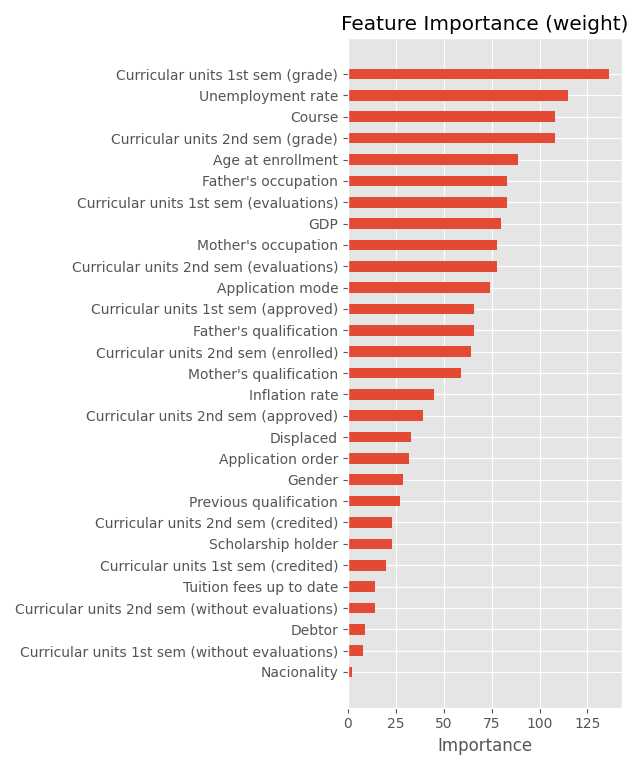 Feature Importance (weight)
Curricular units 1st sem (grade)
Unemployment rate
Course
Curricular units 2nd sem (grade)
Age at enrollment
Father's occupation
Curricular units 1st sem (evaluations)
GDP
Mother's occupation
Curricular units 2nd sem (evaluations)
Application mode
Curricular units 1st sem (approved)
Father's qualification
Curricular units 2nd sem (enrolled)
Mother's qualification
Inflation rate
Curricular units 2nd sem (approved)
Displaced
Application order
Gender
Previous qualification
Curricular units 2nd sem (credited)
Scholarship holder
Curricular units 1st sem (credited)
Tuition fees up to date
Curricular units 2nd sem (without evaluations)
Debtor
Curricular units 1st sem (without evaluations)
Nacionality
0 25 50 75 100 125
Importance